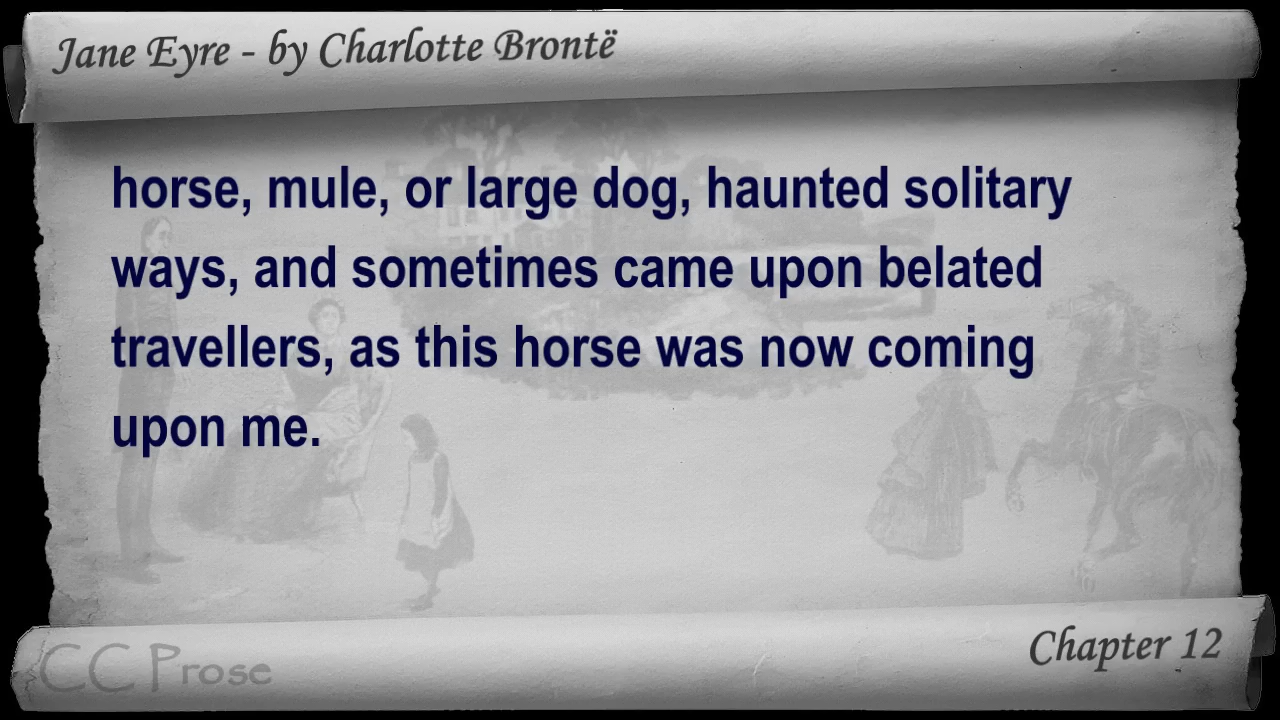 Jane Eyre - by Charlotte Brontë
horse, mule, or large dog, haunted solitary
ways, and sometimes came upon belated
travellers, as this horse was now coming
upon me.
Chapter 12
CC Prose